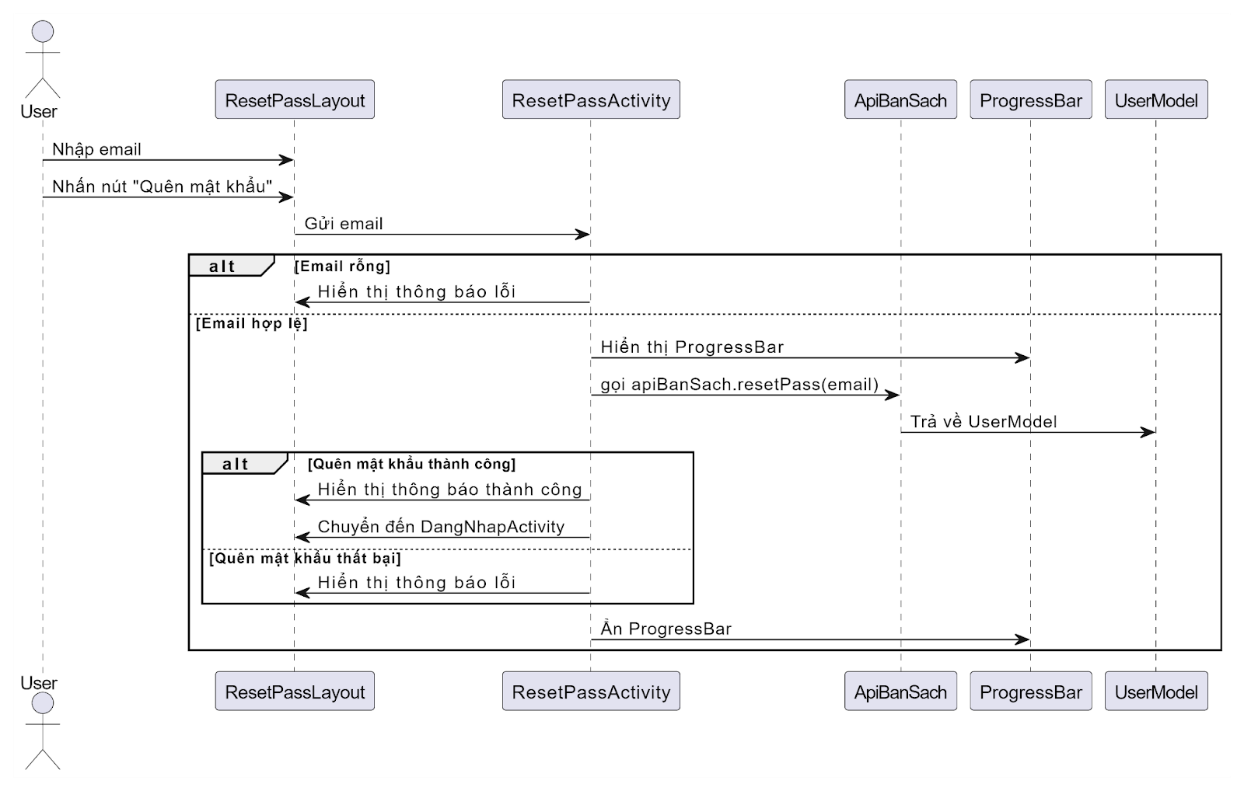 User
ResetPassLayout
ResetPassActivity
ApiBanSach
ProgressBar
UserModel
Nhập email
Nhấn nút "Quên mật khẩu"
Gửi email
alt
[Email rỗng]
Hiển thị thông báo lỗi
[Email hợp lệ]
Hiển thị ProgressBar
gọi apiBanSach.resetPass(email)
Trả về UserModel
alt
[Quên mật khẩu thành công]
Hiển thị thông báo thành công
Chuyển đến DangNhapActivity
[Quên mật khẩu thất bại]
Hiển thị thông báo lỗi
Ẩn ProgressBar
User
ResetPassLayout
ResetPassActivity
ApiBanSach
ProgressBar
UserModel